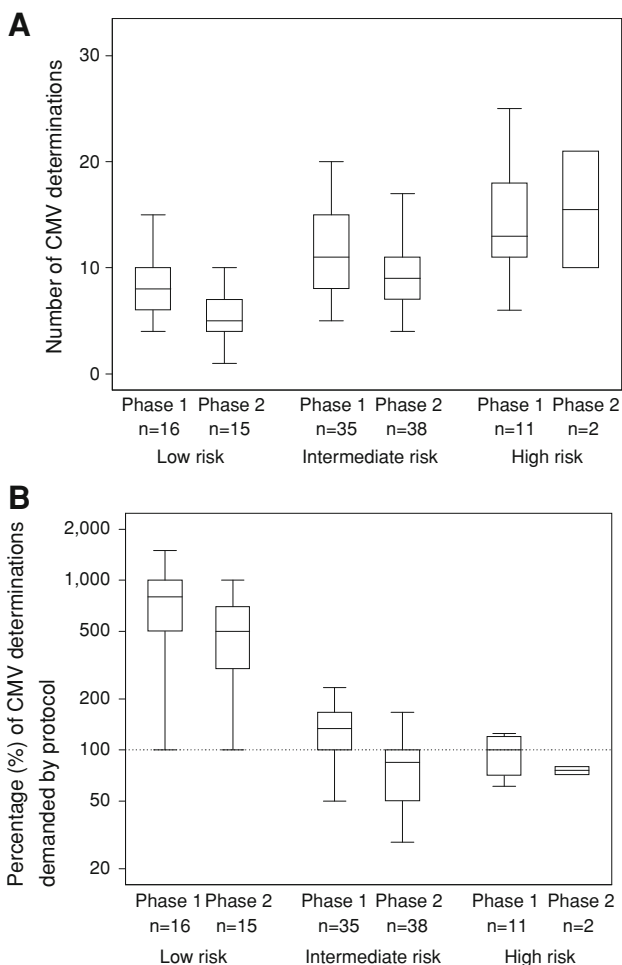 A
Number of CMV determinations
30
20
10
0
Phase 1 Phase 2 Phase 1 Phase 2 Phase 1 Phase 2
n=16 n=15 n=35 n=38 n=11 n=2
Low risk Intermediate risk High risk
B
Percentage (%) of CMV determinations
demanded by protocol
2,000
1,000
500
200
100
50
20
Phase 1 Phase 2 Phase 1 Phase 2 Phase 1 Phase 2
n=16 n=15 n=35 n=38 n=11 n=2
Low risk Intermediate risk High risk